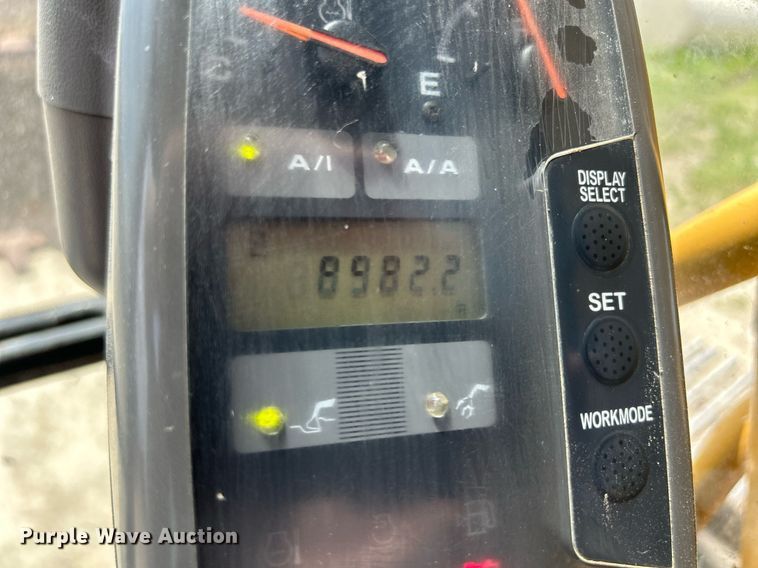 E
A/I
A/A
DISPLAY
SELECT
8982.2
SET
WORKMODE
Purple Wave Auction